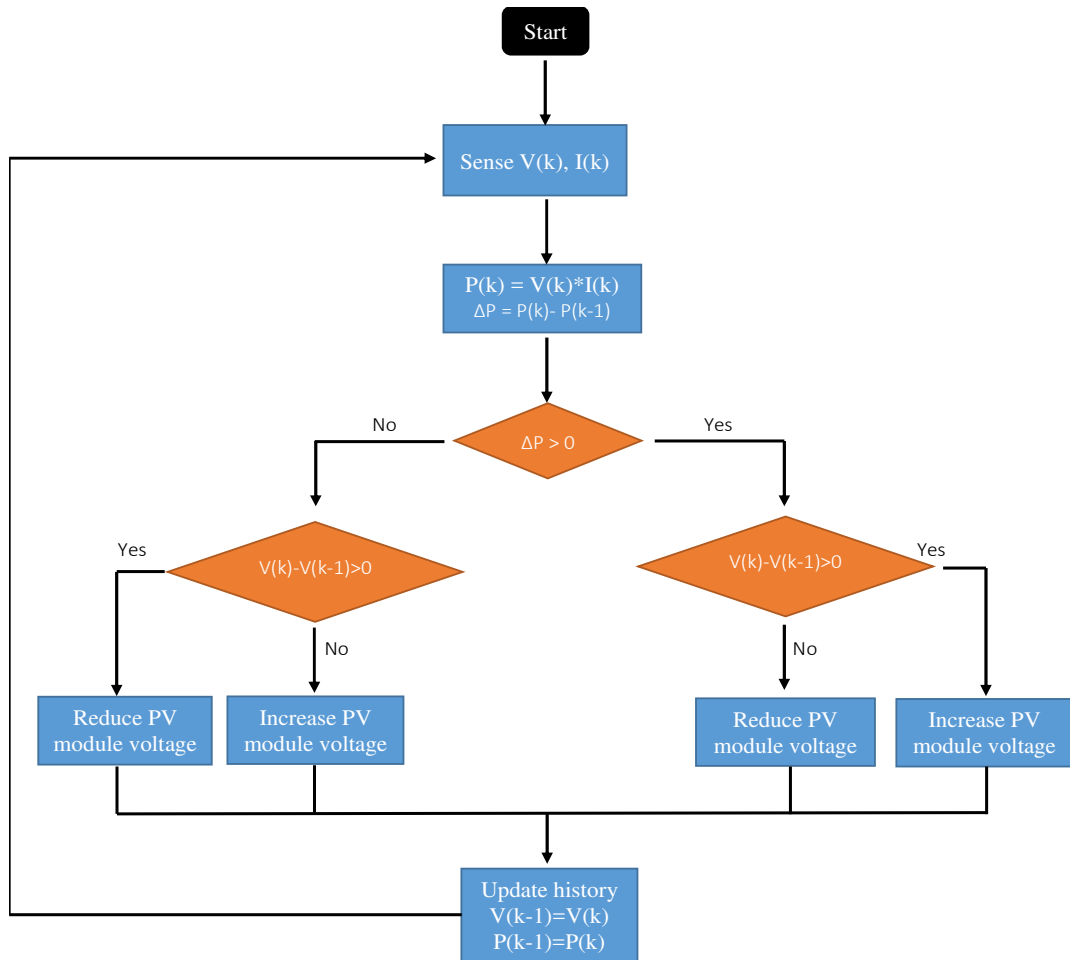 Start
Sense V(k), I(k)
P(k) = V(k)*I(k)
ΔP = P(k)- P(k-1)
No
Yes
ΔP > 0
Yes
V(k)-V(k-1)>0
V(k)-V(k-1)>0
Yes
No
No
Reduce PV
module voltage
Increase PV
module voltage
Reduce PV
module voltage
Increase PV
module voltage
Update history
V(k-1)=V(k)
P(k-1)=P(k)